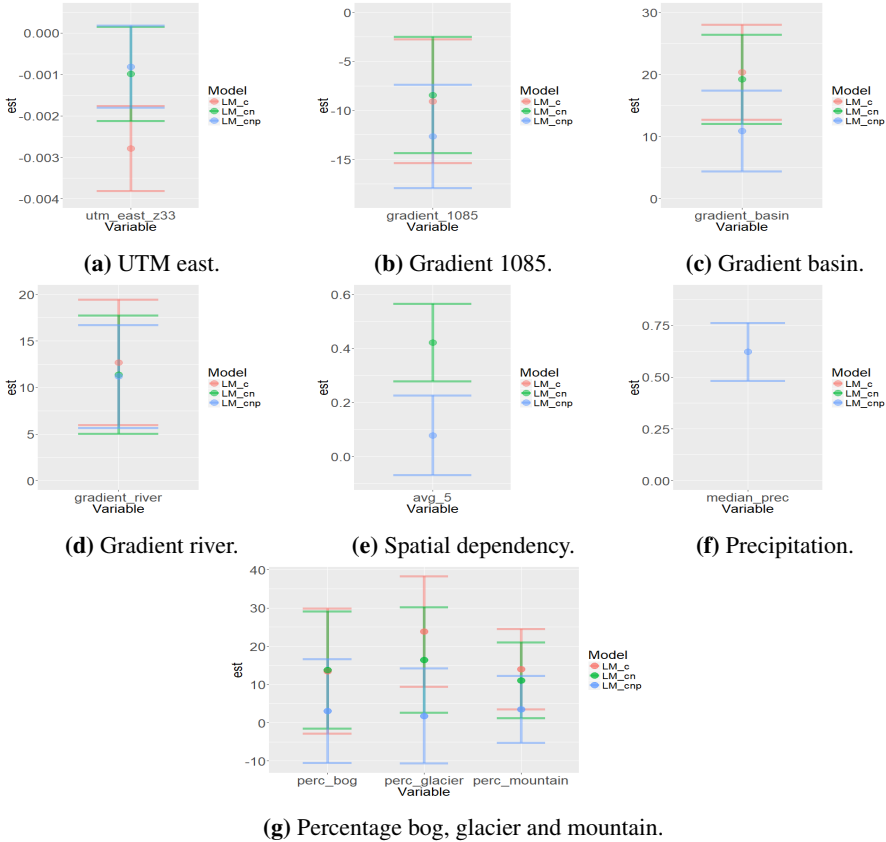 0.000
-0.001
-0.002
-0.003
-0.004
est
utm_east_z33
Variable
Model
LM_c
LM_cn
LM_cnp
(a) UTM east.
0
-5
-10
-15
est
gradient_1085
Variable
Model
LM_c
LM_cn
LM_cnp
(b) Gradient 1085.
30
20
10
0
est
gradient_basin
Variable
Model
LM_c
LM_cn
LM_cnp
(c) Gradient basin.
20
15
10
5
0
est
gradient_river
Variable
Model
LM_c
LM_cn
LM_cnp
(d) Gradient river.
0.6
0.4
0.2
0.0
est
avg_5
Variable
Model
LM_c
LM_cn
LM_cnp
(e) Spatial dependency.
0.75
0.50
0.25
0.00
est
median_prec
Variable
Model
LM_c
LM_cn
LM_cnp
(f) Precipitation.
40
30
20
10
0
-10
est
perc_bog perc_glacier perc_mountain
Variable
Model
LM_c
LM_cn
LM_cnp
(g) Percentage bog, glacier and mountain.